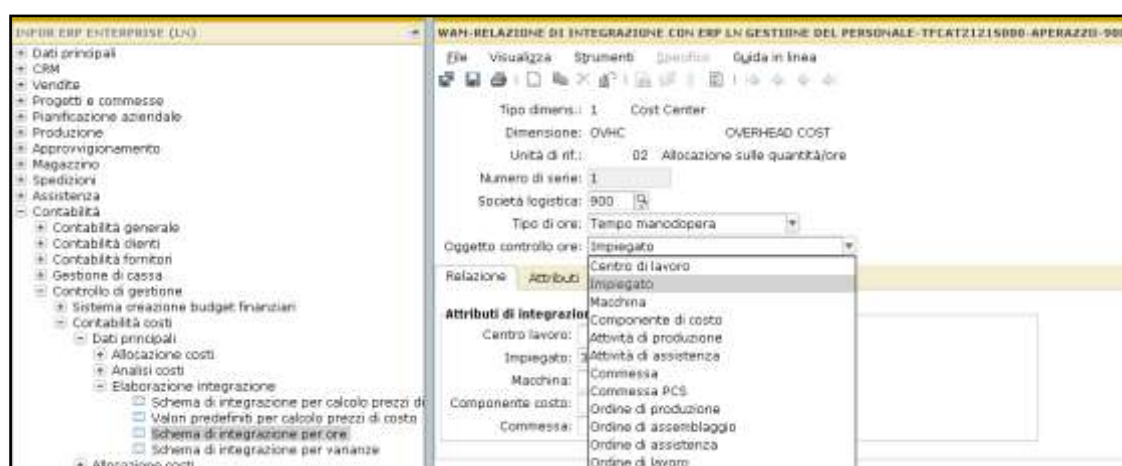 INFOR ERP ENTERPRISE (LN)
Dati principali
CRM
Vendite
Progetti e commesse
Pianificazione aziendale
Produzione
Approvvigionamento
Magazzino
Spedizioni
Assistenza
Contabilità
Contabilità generale
Contabilità clienti
Contabilità fornitori
Gestione di cassa
Controllo di gestione
Sistema creazione budget finanziari
Contabilità costi
Dati principali
Allocazione costi
Analisi costi
Elaborazione integrazione
Schema di integrazione per calcolo prezzi di
Valori predefiniti per calcolo prezzi di costo
Schema di integrazione per ore
Schema di integrazione per varianze
Allocazione costi
WAM-RELAZIONE DI INTEGRAZIONE CON ERP LN GESTIONE DEL PERSONALE-TFCAT2121S000-APERAZZO-900
File Visualizza Strumenti Specifico Guida in linea
Tipo dimens.: 1 Cost Center
Dimensione: OVHC OVERHEAD COST
Unità di rif.: 02 Allocazione sulle quantità/ore
Numero di serie: 1
Società logistica: 900
Tipo di ore: Tempo manodopera
Oggetto controllo ore: Impiegato
Centro di lavoro
Impiegato
Macchina
Componente di costo
Attività di produzione
Attività di assistenza
Commessa
Commessa PCS
Ordine di produzione
Ordine di assemblaggio
Ordine di assistenza
Ordine di lavoro
Relazione Attributi
Attributi di integrazion
Centro lavoro:
Impiegato:
Macchina:
Componente costo:
Commessa: